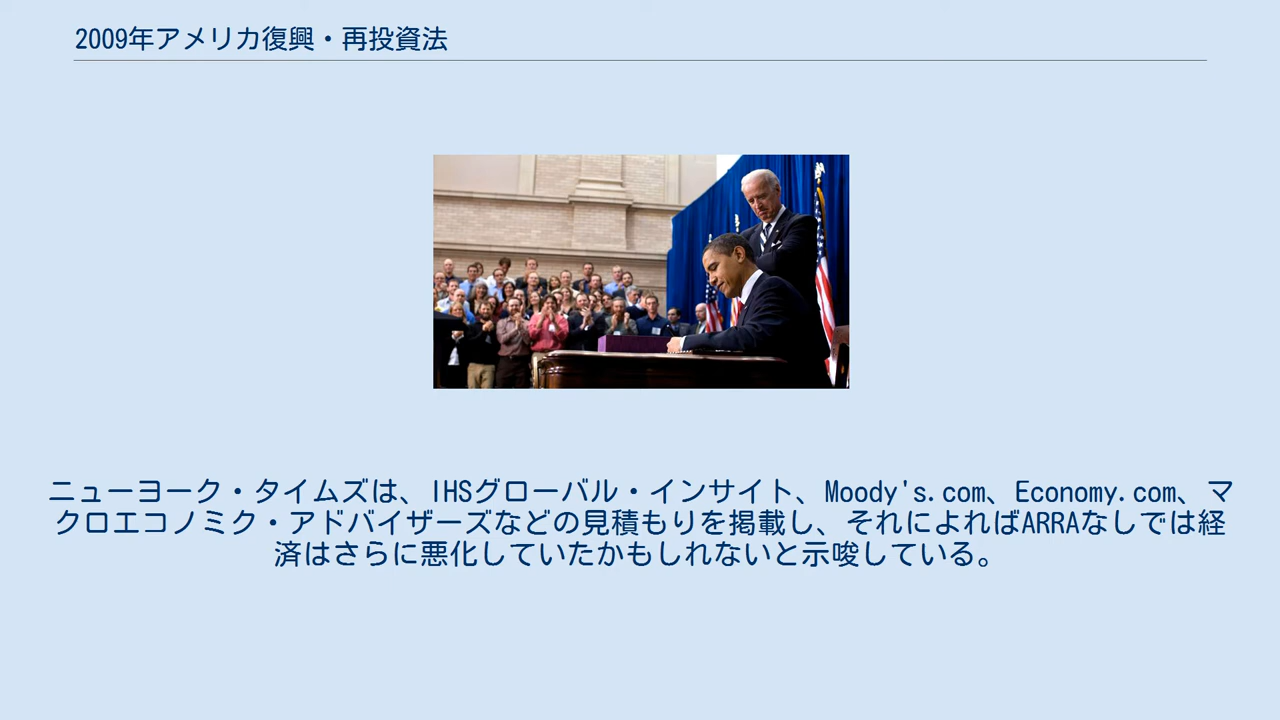 2009年アメリカ復興・再投資法
ニューヨーク・タイムズは、IHSグローバル・インサイト、Moody's.com、Economy.com、マ
クロエコノミク・アドバイザーズなどの見積もりを掲載し、それによればARRAなしでは経
済はさらに悪化していたかもしれないと示唆している。